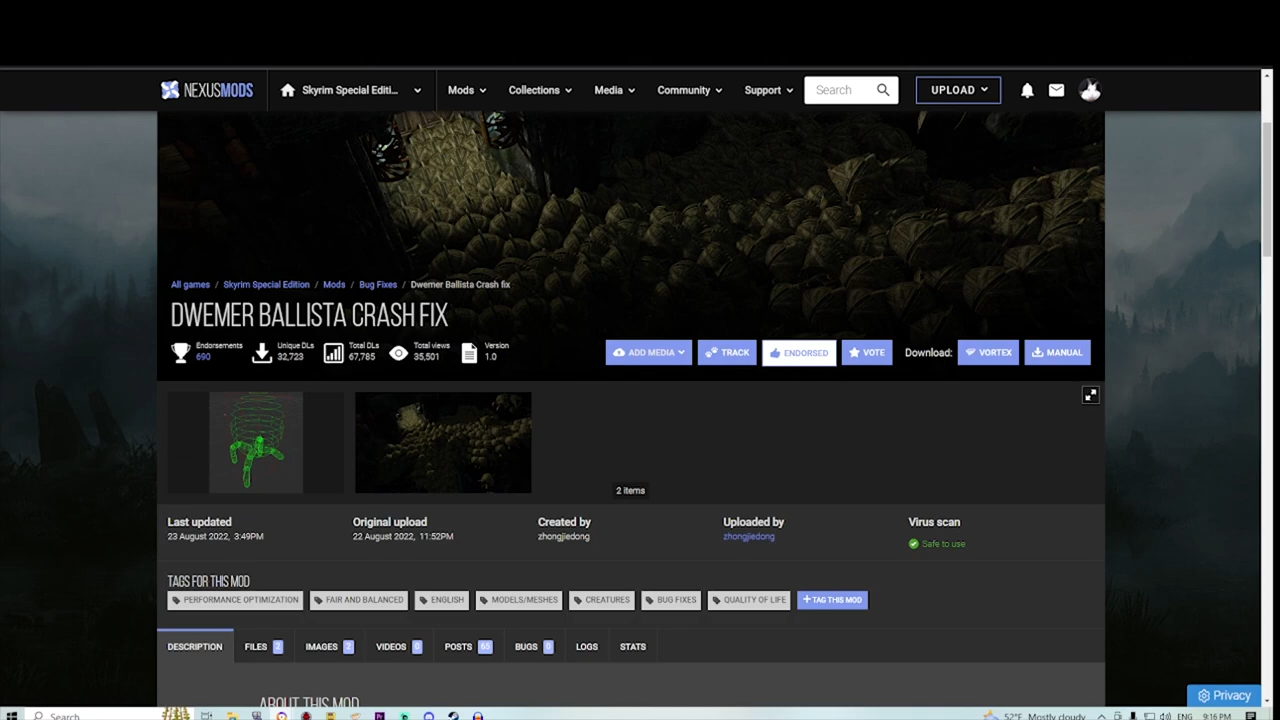 NEXUSMODS Skyrim Special Editi... Mods Collections Media Community Support Search UPLOAD
All games / Skyrim Special Edition / Mods / Bug Fixes / Dwemer Ballista Crash fix
DWEMER BALLISTA CRASH FIX
Endorsements Unique DLs Total DLs Total views Version
690 32,723 67,785 35,501 1.0
ADD MEDIA TRACK ENDORSED VOTE Download: VORTEX MANUAL
2 items
Last updated Original upload Created by Uploaded by Virus scan
23 August 2022, 3:49PM 22 August 2022, 11:52PM zhongjiedong zhongjiedong Safe to use
TAGS FOR THIS MOD
PERFORMANCE OPTIMIZATION FAIR AND BALANCED ENGLISH MODELS/MESHES CREATURES BUG FIXES QUALITY OF LIFE + TAG THIS MOD
DESCRIPTION FILES 2 IMAGES 2 VIDEOS 0 POSTS 65 BUGS 0 LOGS STATS
Privacy
ABOUT THIS MOD
Search 52°F Mostly cloudy ENG 9:16 PM